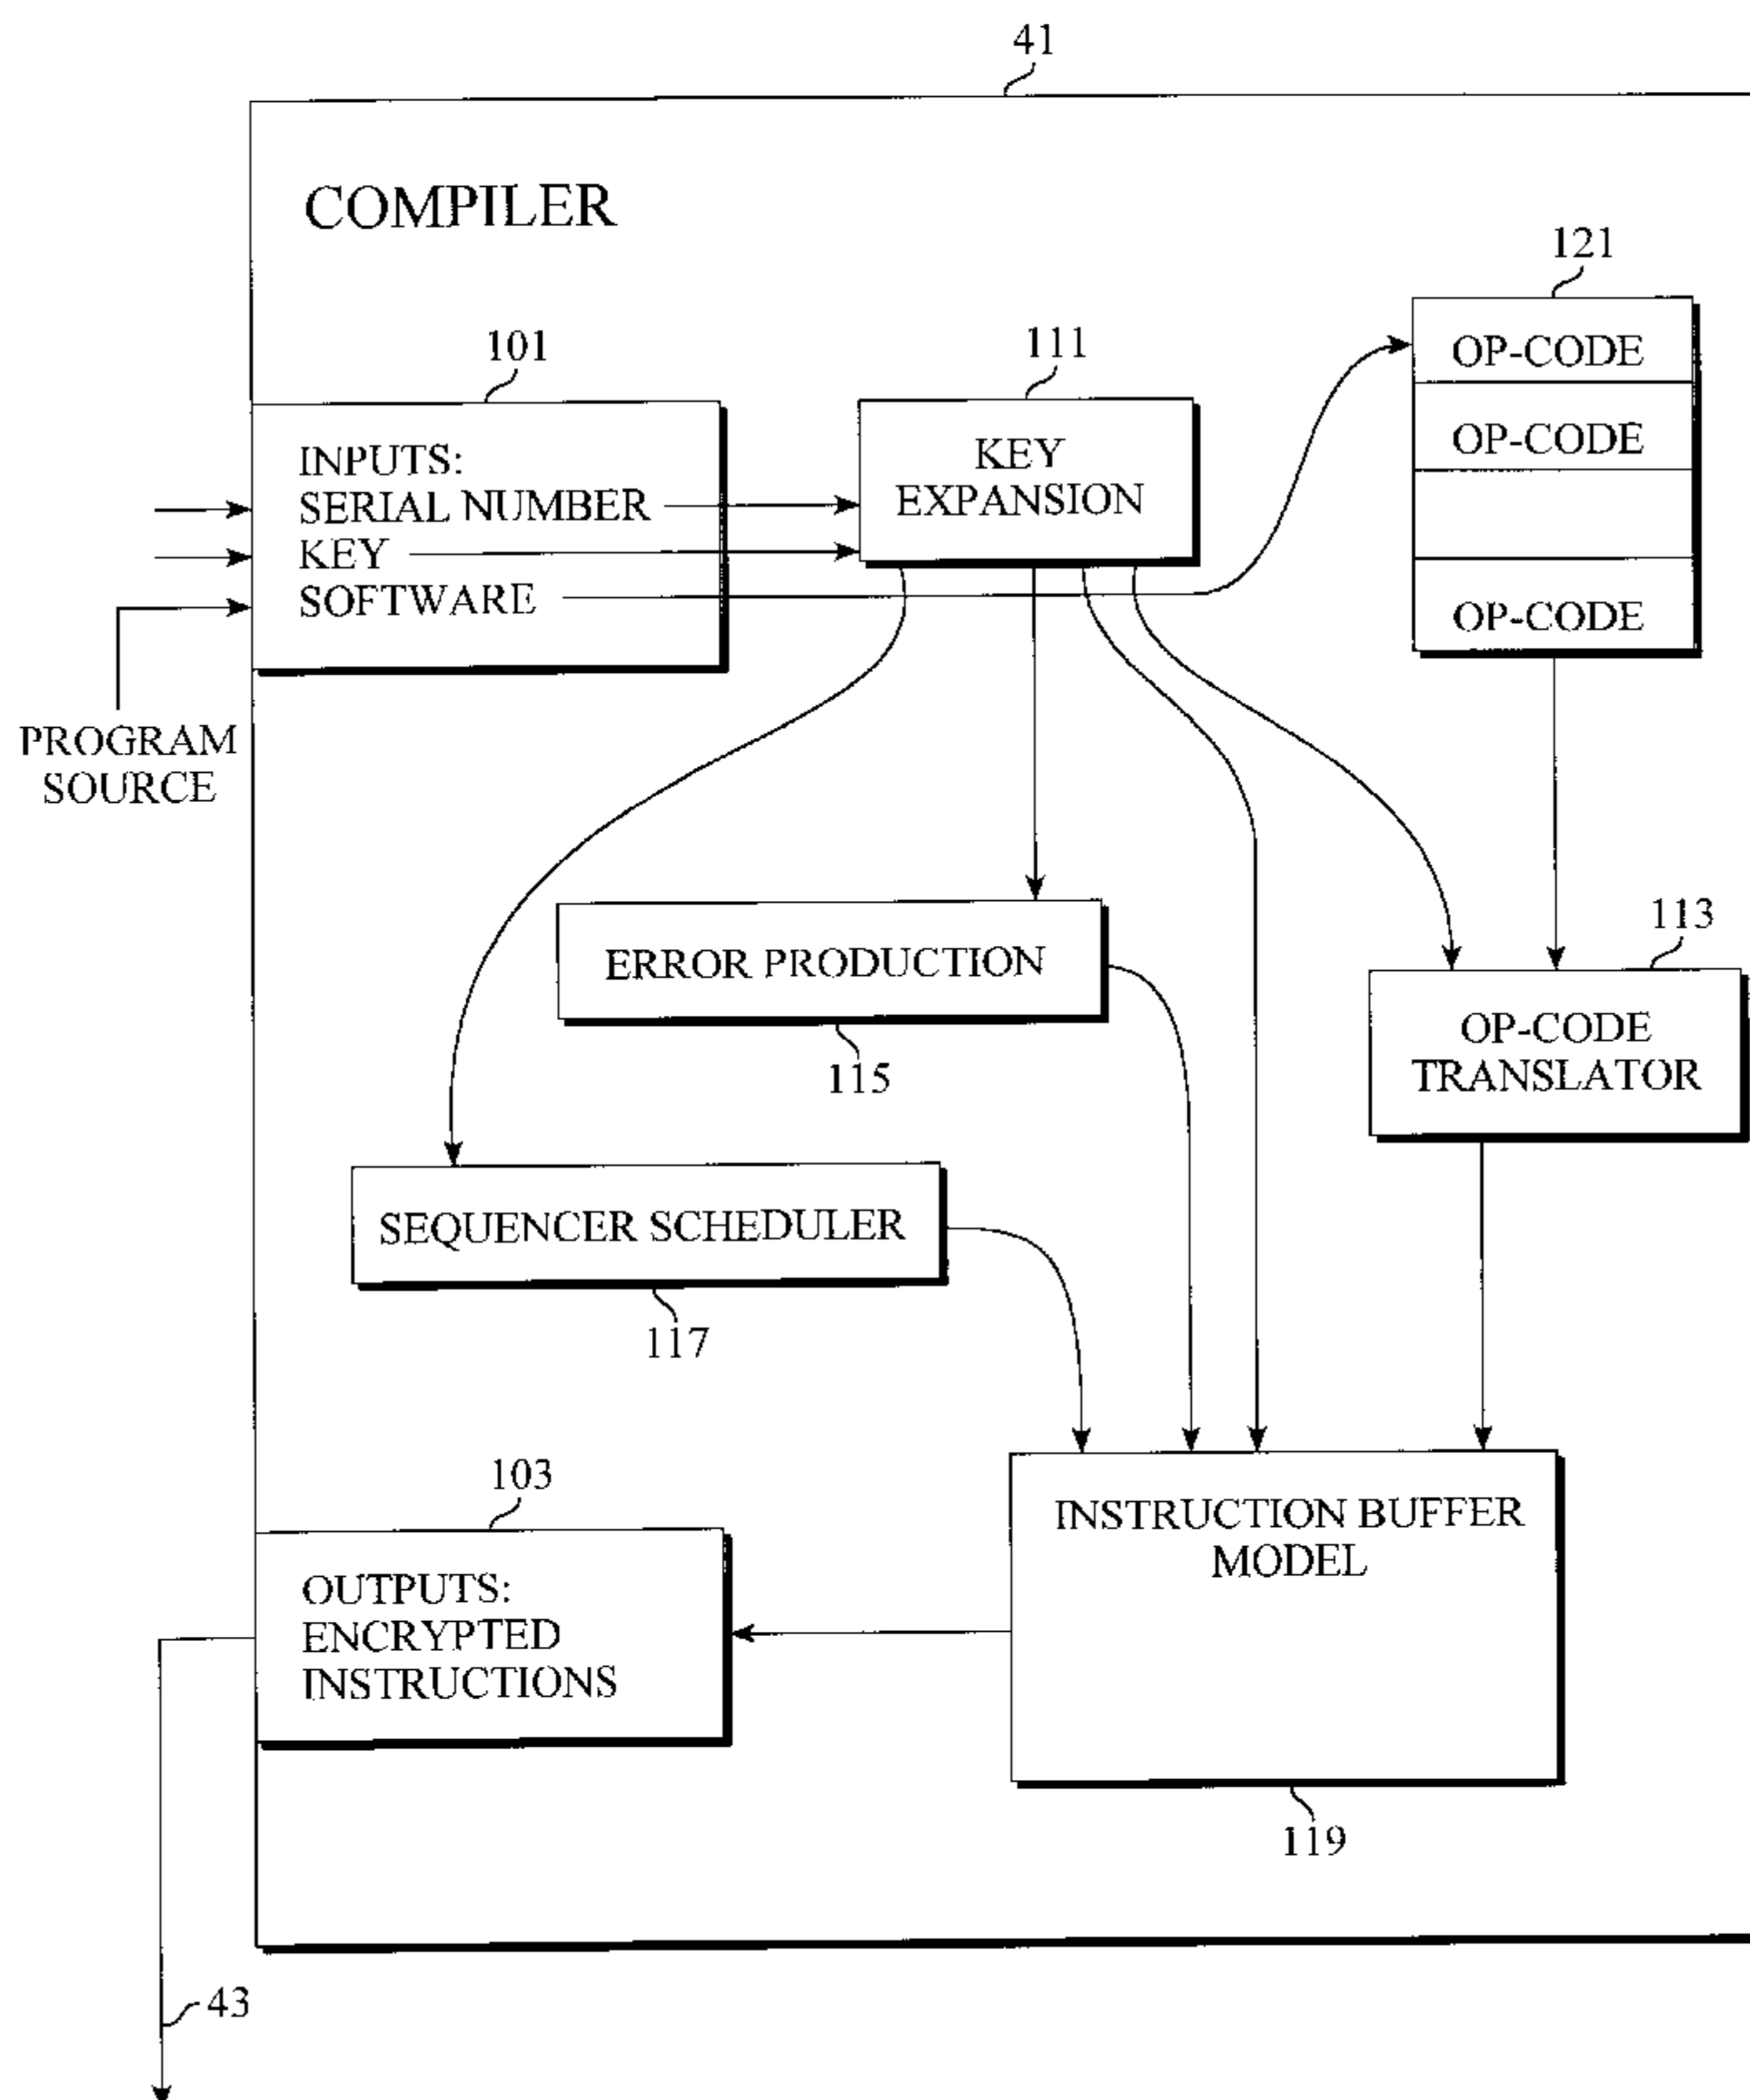 41
COMPILER
121
OP-CODE
OP-CODE
OP-CODE
101
INPUTS:
SERIAL NUMBER
KEY
SOFTWARE
111
KEY
EXPANSION
PROGRAM
SOURCE
ERROR PRODUCTION
115
113
OP-CODE
TRANSLATOR
SEQUENCER SCHEDULER
117
103
OUTPUTS:
ENCRYPTED
INSTRUCTIONS
INSTRUCTION BUFFER
MODEL
119
43